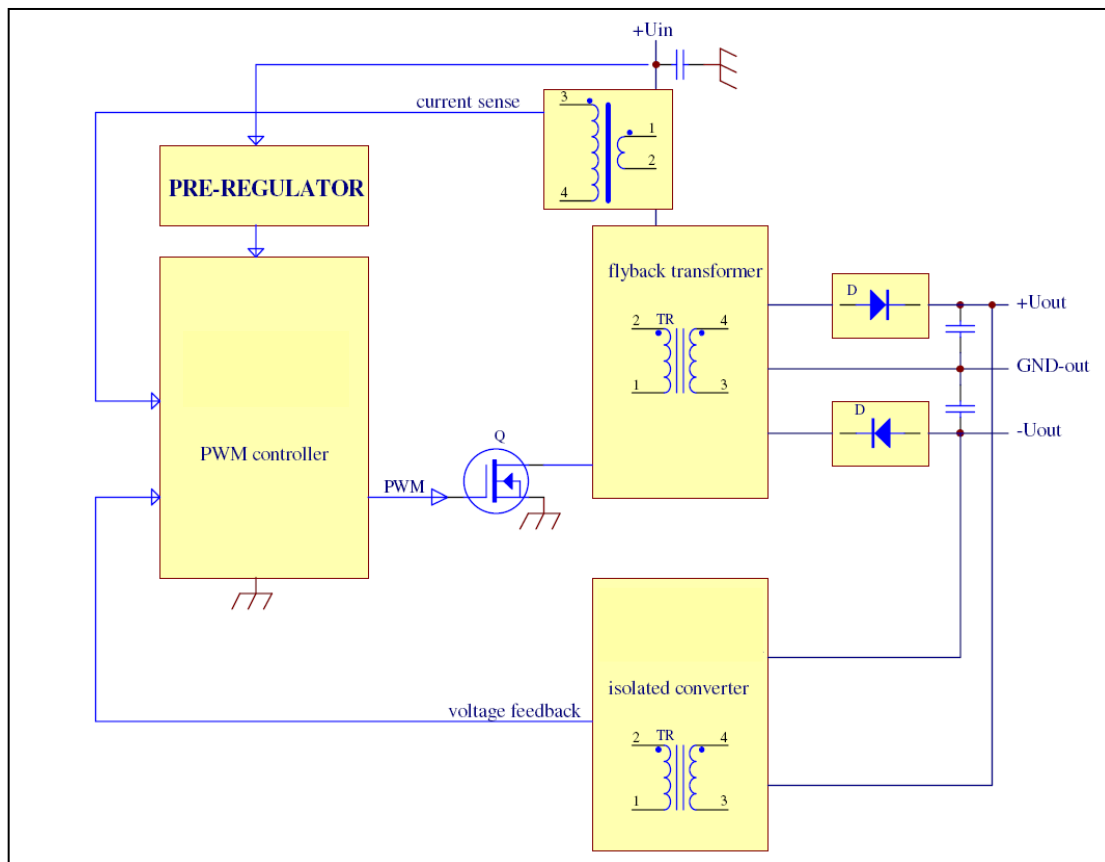 +Uin
current sense
3
1
2
4
PRE-REGULATOR
flyback transformer
D
+Uout
2 TR 4
1 3
GND-out
D
-Uout
Q
PWM controller
PWM
isolated converter
voltage feedback
2 TR 4
1 3